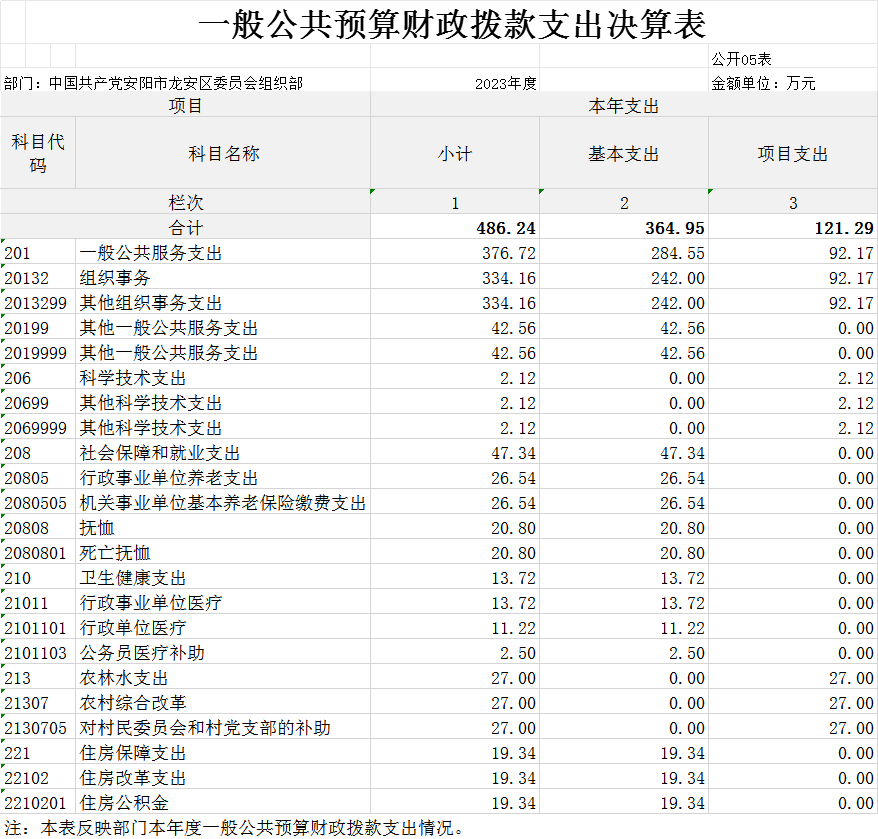 一般公共预算财政拨款支出决算表
公开05表
部门：中国共产党安阳市龙安区委员会组织部 2023年度 金额单位：万元
项目 本年支出
科目代码 科目名称 小计 基本支出 项目支出
栏次 1 2 3
合计 486.24 364.95 121.29
201 一般公共服务支出 376.72 284.55 92.17
20132 组织事务 334.16 242.00 92.17
2013299 其他组织事务支出 334.16 242.00 92.17
20199 其他一般公共服务支出 42.56 42.56 0.00
2019999 其他一般公共服务支出 42.56 42.56 0.00
206 科学技术支出 2.12 0.00 2.12
20699 其他科学技术支出 2.12 0.00 2.12
2069999 其他科学技术支出 2.12 0.00 2.12
208 社会保障和就业支出 47.34 47.34 0.00
20805 行政事业单位养老支出 26.54 26.54 0.00
2080505 机关事业单位基本养老保险缴费支出 26.54 26.54 0.00
20808 抚恤 20.80 20.80 0.00
2080801 死亡抚恤 20.80 20.80 0.00
210 卫生健康支出 13.72 13.72 0.00
21011 行政事业单位医疗 13.72 13.72 0.00
2101101 行政单位医疗 11.22 11.22 0.00
2101103 公务员医疗补助 2.50 2.50 0.00
213 农林水支出 27.00 0.00 27.00
21307 农村综合改革 27.00 0.00 27.00
2130705 对村民委员会和村党支部的补助 27.00 0.00 27.00
221 住房保障支出 19.34 19.34 0.00
22102 住房改革支出 19.34 19.34 0.00
2210201 住房公积金 19.34 19.34 0.00
注：本表反映部门本年度一般公共预算财政拨款支出情况。